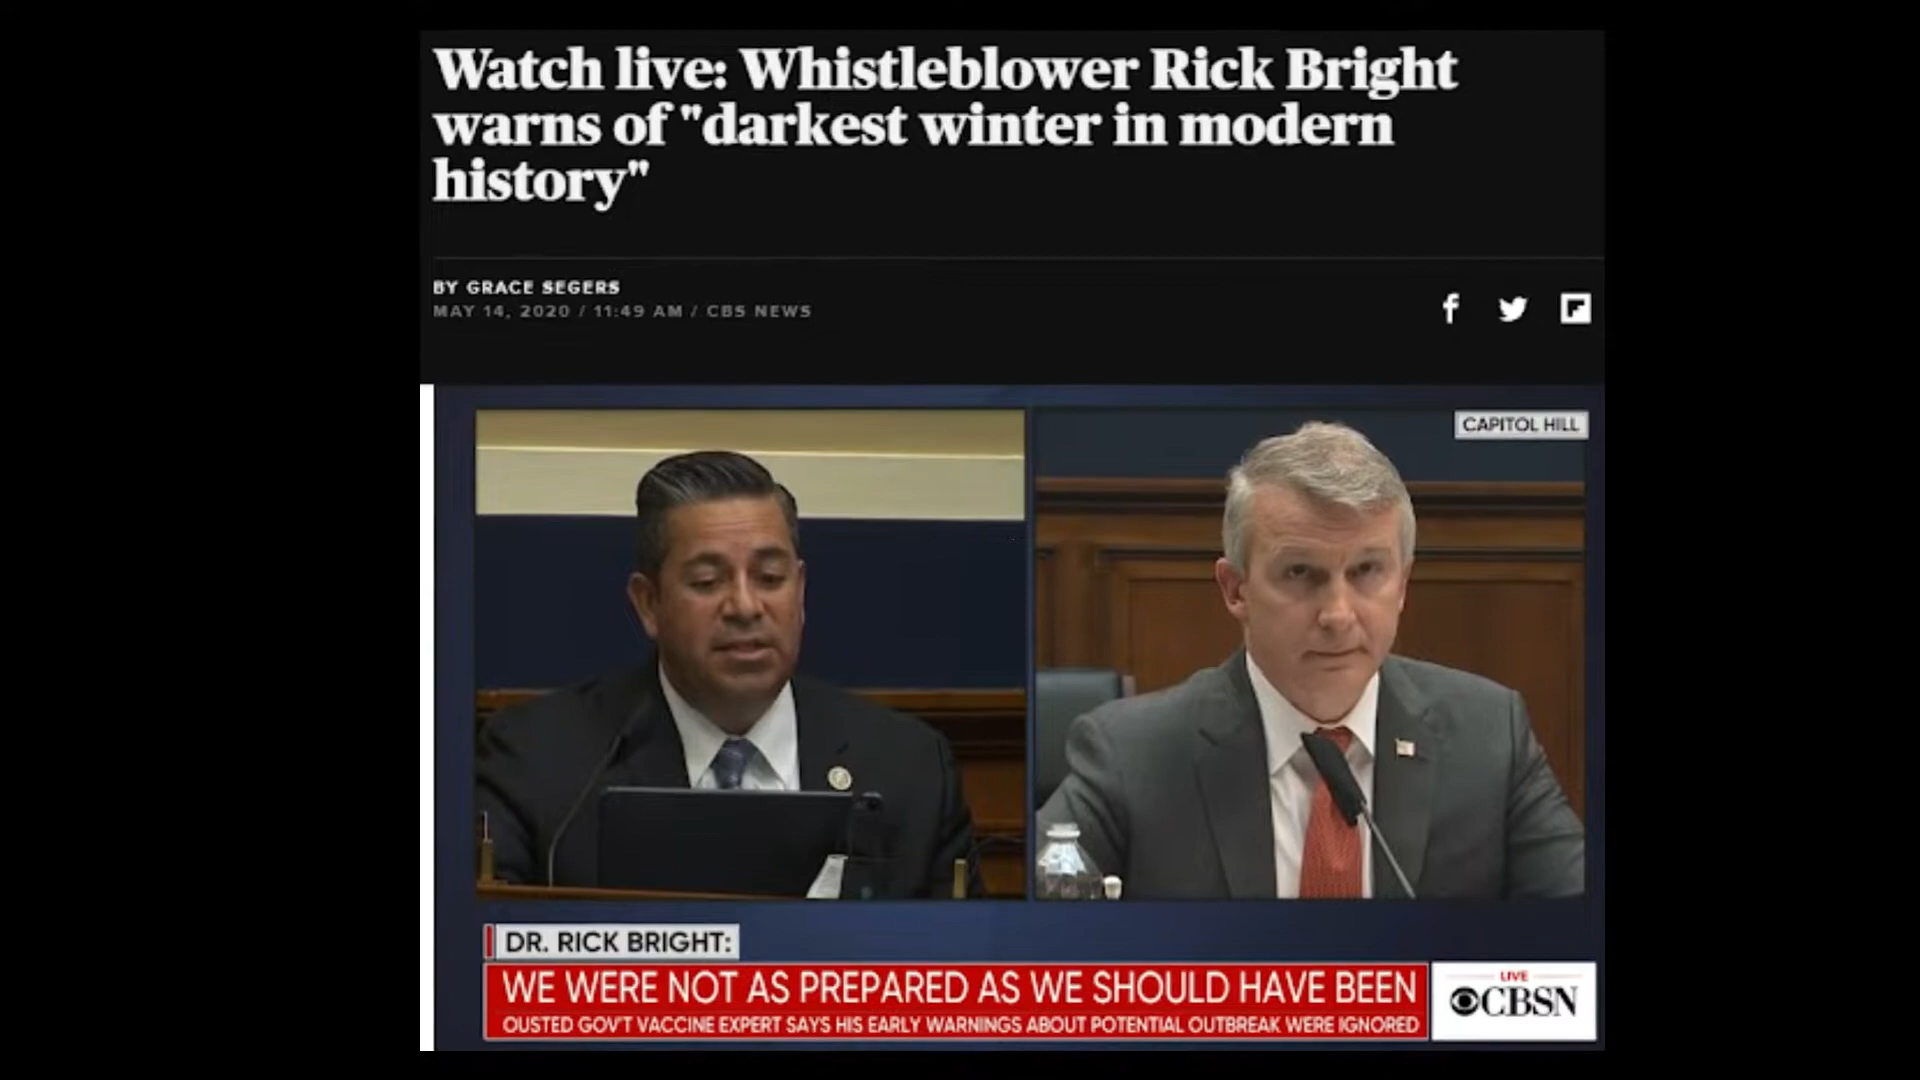 Watch live: Whistleblower Rick Bright
warns of "darkest winter in modern
history"
BY GRACE SEGERS
MAY 14, 2020 / 11:49 AM / CBS NEWS
CAPITOL HILL
DR. RICK BRIGHT:
WE WERE NOT AS PREPARED AS WE SHOULD HAVE BEEN
OUSTED GOV'T VACCINE EXPERT SAYS HIS EARLY WARNINGS ABOUT POTENTIAL OUTBREAK WERE IGNORED
LIVE
CBSN